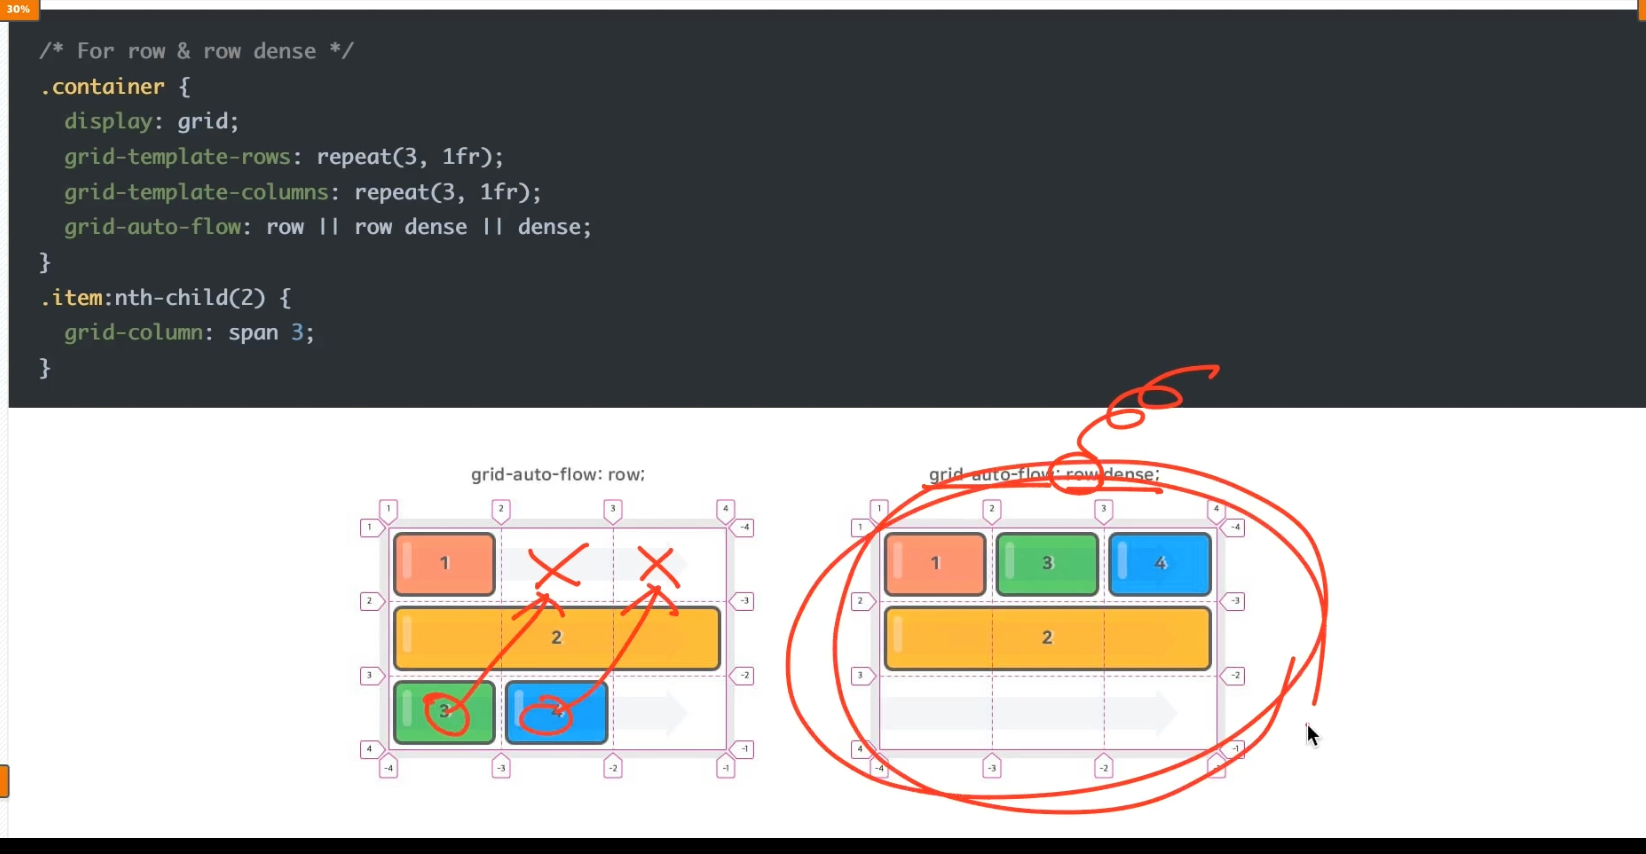 30%
/* For row & row dense */
.container {
display: grid;
grid-template-rows: repeat(3, 1fr);
grid-template-columns: repeat(3, 1fr);
grid-auto-flow: row || row dense || dense;
}
.item:nth-child(2) {
grid-column: span 3;
}
grid-auto-flow: row;
1 2 3 4
1 -4
1
2 -3
2
3 -2
3 4
4 -1
-4 -3 -2 -1
grid-auto-flow: row dense;
1 2 3 4
1 -4
1 3 4
2 -3
2
3 -2
4 -1
-4 -3 -2